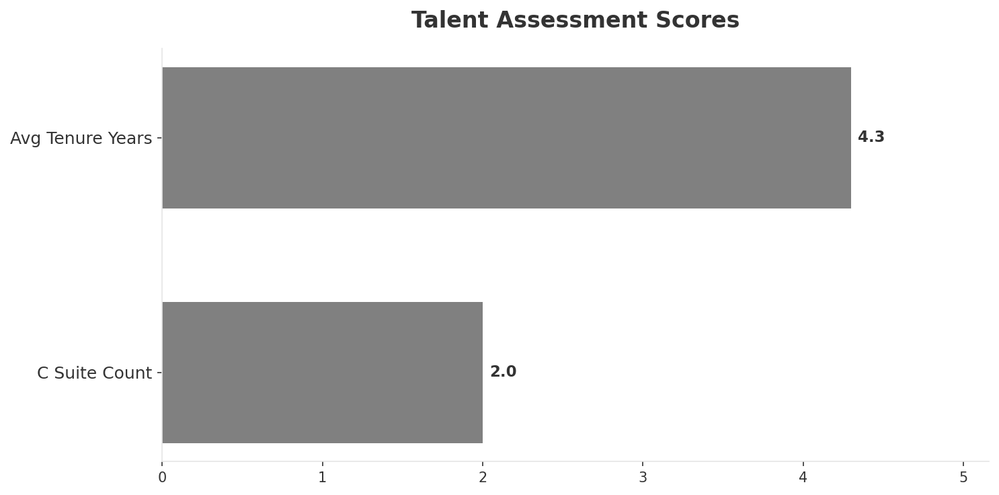 Talent Assessment Scores
Avg Tenure Years
4.3
C Suite Count
2.0
0 1 2 3 4 5